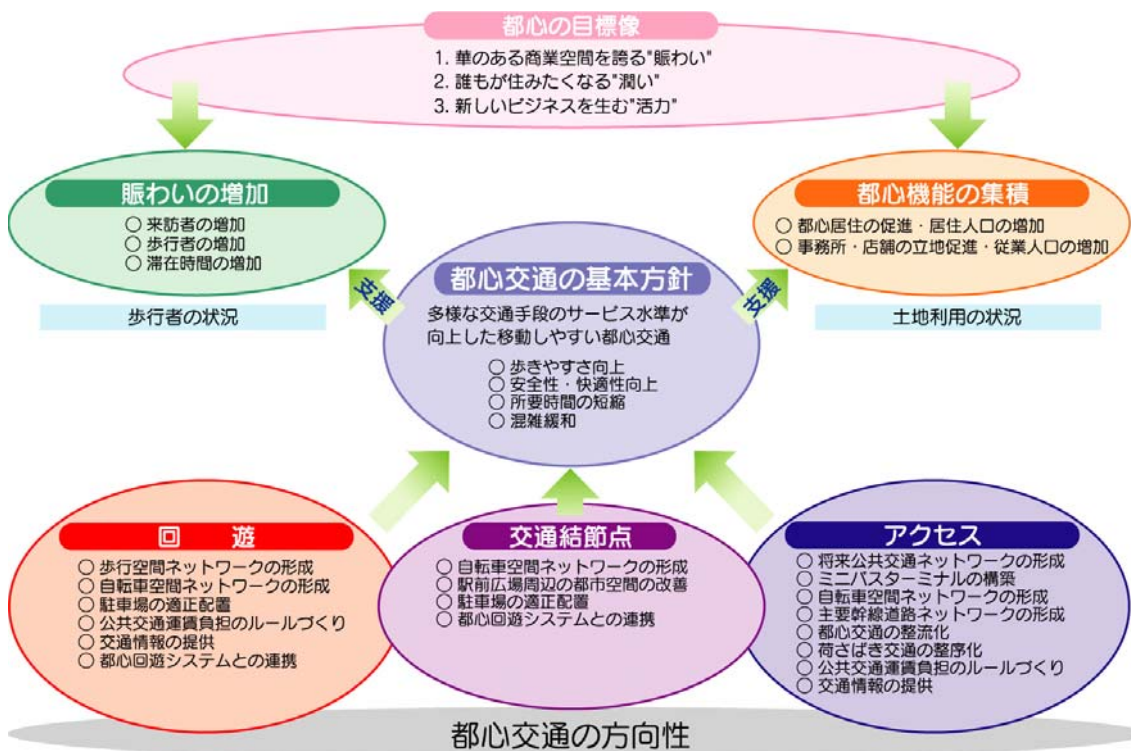 都心の目標像
1. 華のある商業空間を誇る"賑わい"
2. 誰もが住みたくなる"潤い"
3. 新しいビジネスを生む"活力"
賑わいの増加
○ 来訪者の増加
○ 歩行者の増加
○ 滞在時間の増加
歩行者の状況
都心機能の集積
○ 都心居住の促進・居住人口の増加
○ 事務所・店舗の立地促進・従業人口の増加
土地利用の状況
支援
支援
都心交通の基本方針
多様な交通手段のサービス水準が
向上した移動しやすい都心交通
○ 歩きやすさ向上
○ 安全性・快適性向上
○ 所要時間の短縮
○ 混雑緩和
回　遊
○ 歩行空間ネットワークの形成
○ 自転車空間ネットワークの形成
○ 駐車場の適正配置
○ 公共交通運賃負担のルールづくり
○ 交通情報の提供
○ 都心回遊システムとの連携
交通結節点
○ 自転車空間ネットワークの形成
○ 駅前広場周辺の都市空間の改善
○ 駐車場の適正配置
○ 都心回遊システムとの連携
アクセス
○ 将来公共交通ネットワークの形成
○ ミニバスターミナルの構築
○ 自転車空間ネットワークの形成
○ 主要幹線道路ネットワークの形成
○ 都心交通の整流化
○ 荷さばき交通の整序化
○ 公共交通運賃負担のルールづくり
○ 交通情報の提供
都心交通の方向性